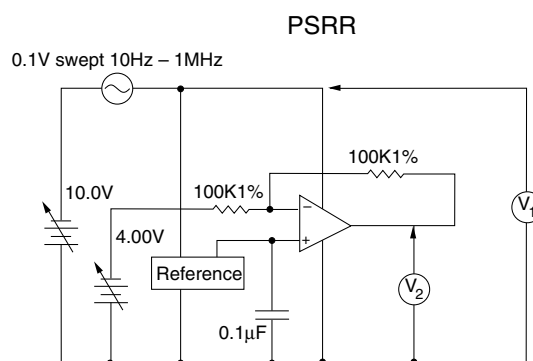 PSRR
0.1V swept 10Hz – 1MHz
100K1%
10.0V
100K1%
V1
4.00V
−
+
Reference
V2
0.1µF